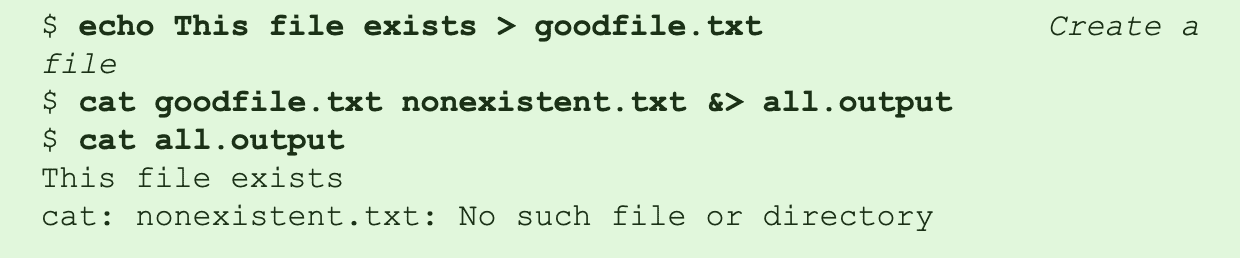 $ echo This file exists > goodfile.txt Create a
file
$ cat goodfile.txt nonexistent.txt &> all.output
$ cat all.output
This file exists
cat: nonexistent.txt: No such file or directory